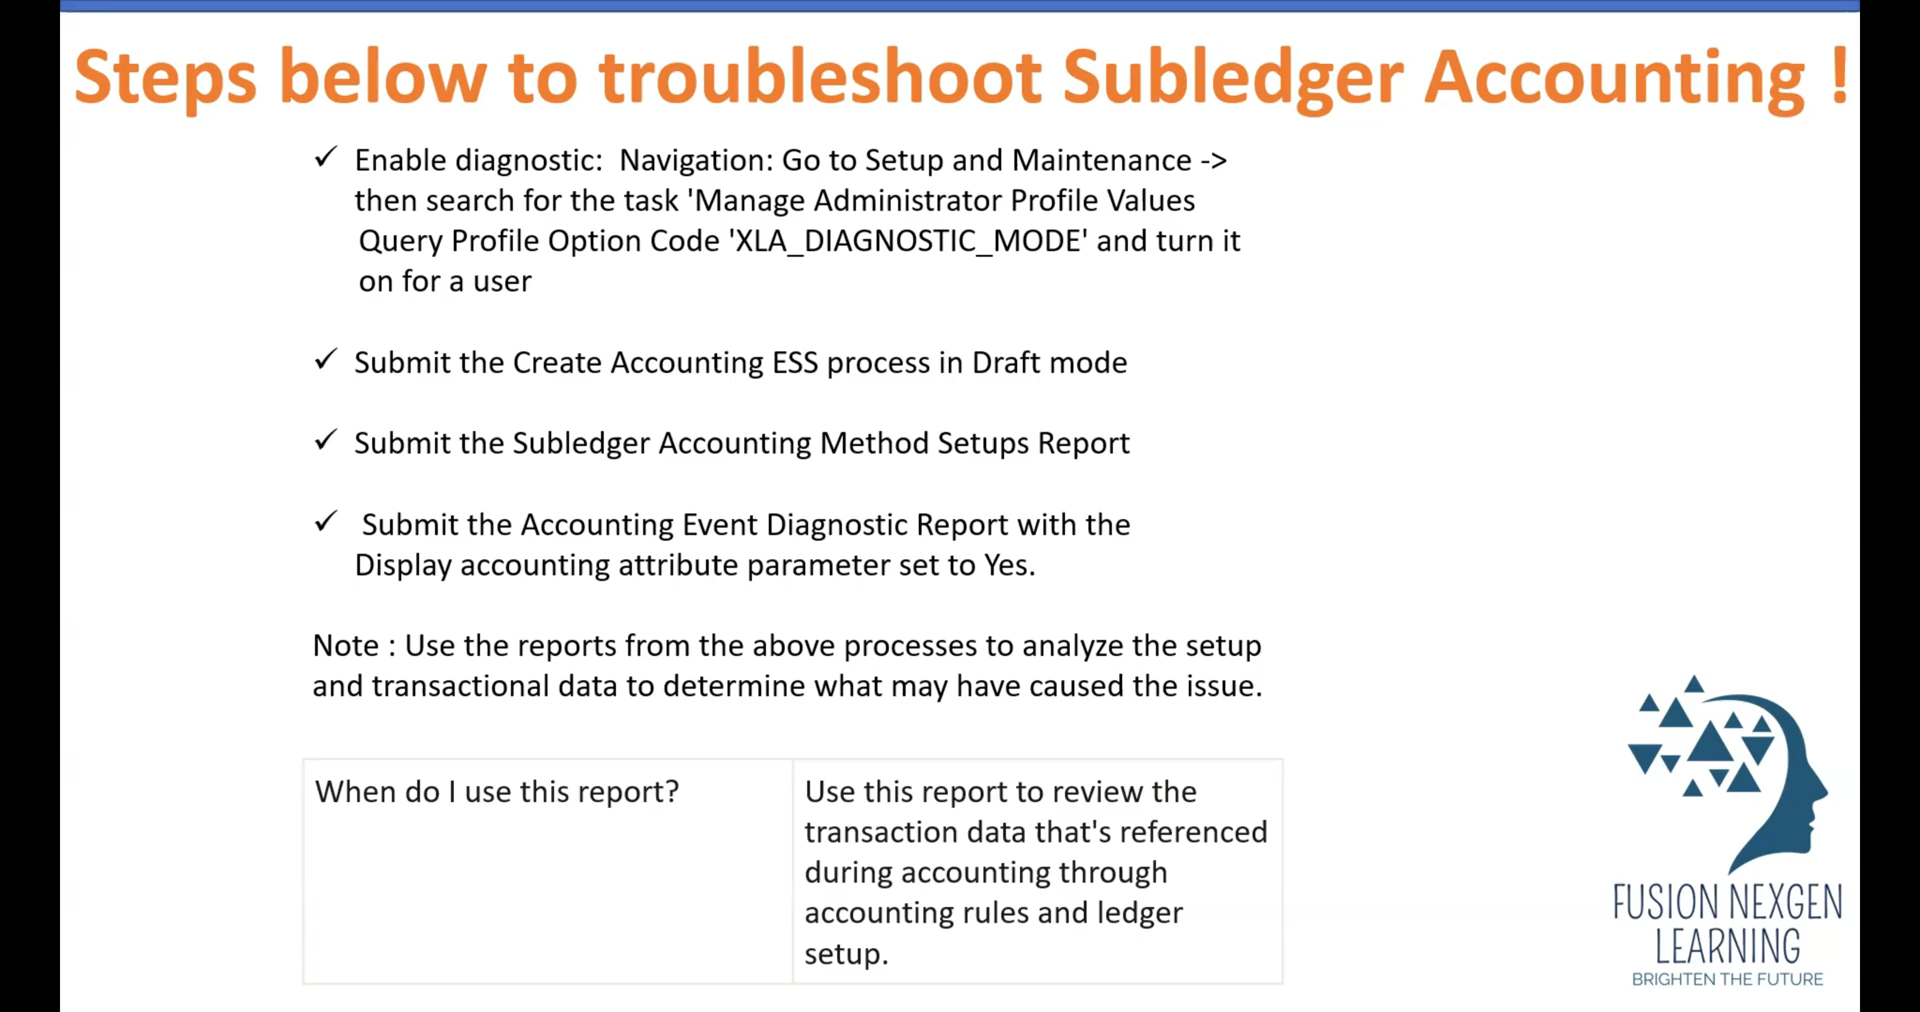 Steps below to troubleshoot Subledger Accounting !
✓ Enable diagnostic: Navigation: Go to Setup and Maintenance ->
then search for the task 'Manage Administrator Profile Values
Query Profile Option Code 'XLA_DIAGNOSTIC_MODE' and turn it
on for a user
✓ Submit the Create Accounting ESS process in Draft mode
✓ Submit the Subledger Accounting Method Setups Report
✓ Submit the Accounting Event Diagnostic Report with the
Display accounting attribute parameter set to Yes.
Note : Use the reports from the above processes to analyze the setup
and transactional data to determine what may have caused the issue.
When do I use this report?
Use this report to review the
transaction data that's referenced
during accounting through
accounting rules and ledger
setup.
FUSION NEXGEN
LEARNING
BRIGHTEN THE FUTURE